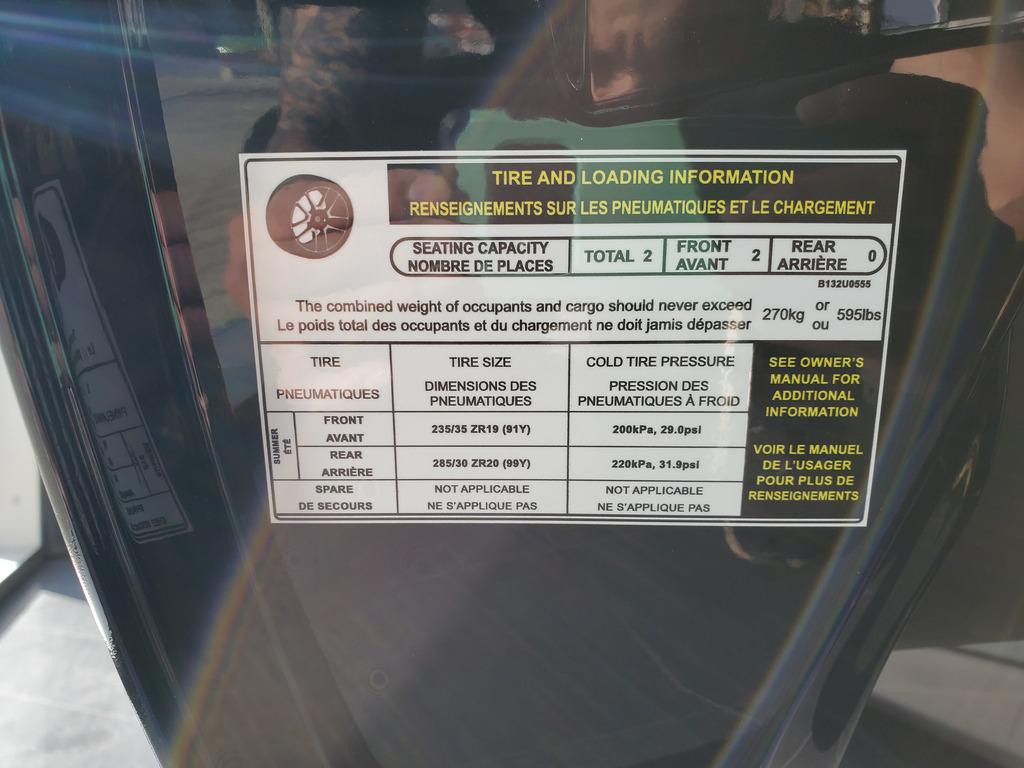 TIRE AND LOADING INFORMATION
RENSEIGNEMENTS SUR LES PNEUMATIQUES ET LE CHARGEMENT
SEATING CAPACITY
NOMBRE DE PLACES
TOTAL 2
FRONT
AVANT 2
REAR
ARRIÈRE 0
B132U0555
The combined weight of occupants and cargo should never exceed
Le poids total des occupants et du chargement ne doit jamais dépasser
270kg or
ou 595lbs
TIRE
PNEUMATIQUES
TIRE SIZE
DIMENSIONS DES
PNEUMATIQUES
COLD TIRE PRESSURE
PRESSION DES
PNEUMATIQUES À FROID
SUMMER
ÉTÉ
FRONT
AVANT
235/35 ZR19 (91Y)
200kPa, 29.0psi
REAR
ARRIÈRE
285/30 ZR20 (99Y)
220kPa, 31.9psi
SPARE
DE SECOURS
NOT APPLICABLE
NE S'APPLIQUE PAS
NOT APPLICABLE
NE S'APPLIQUE PAS
SEE OWNER'S
MANUAL FOR
ADDITIONAL
INFORMATION
VOIR LE MANUEL
DE L'USAGER
POUR PLUS DE
RENSEIGNEMENTS